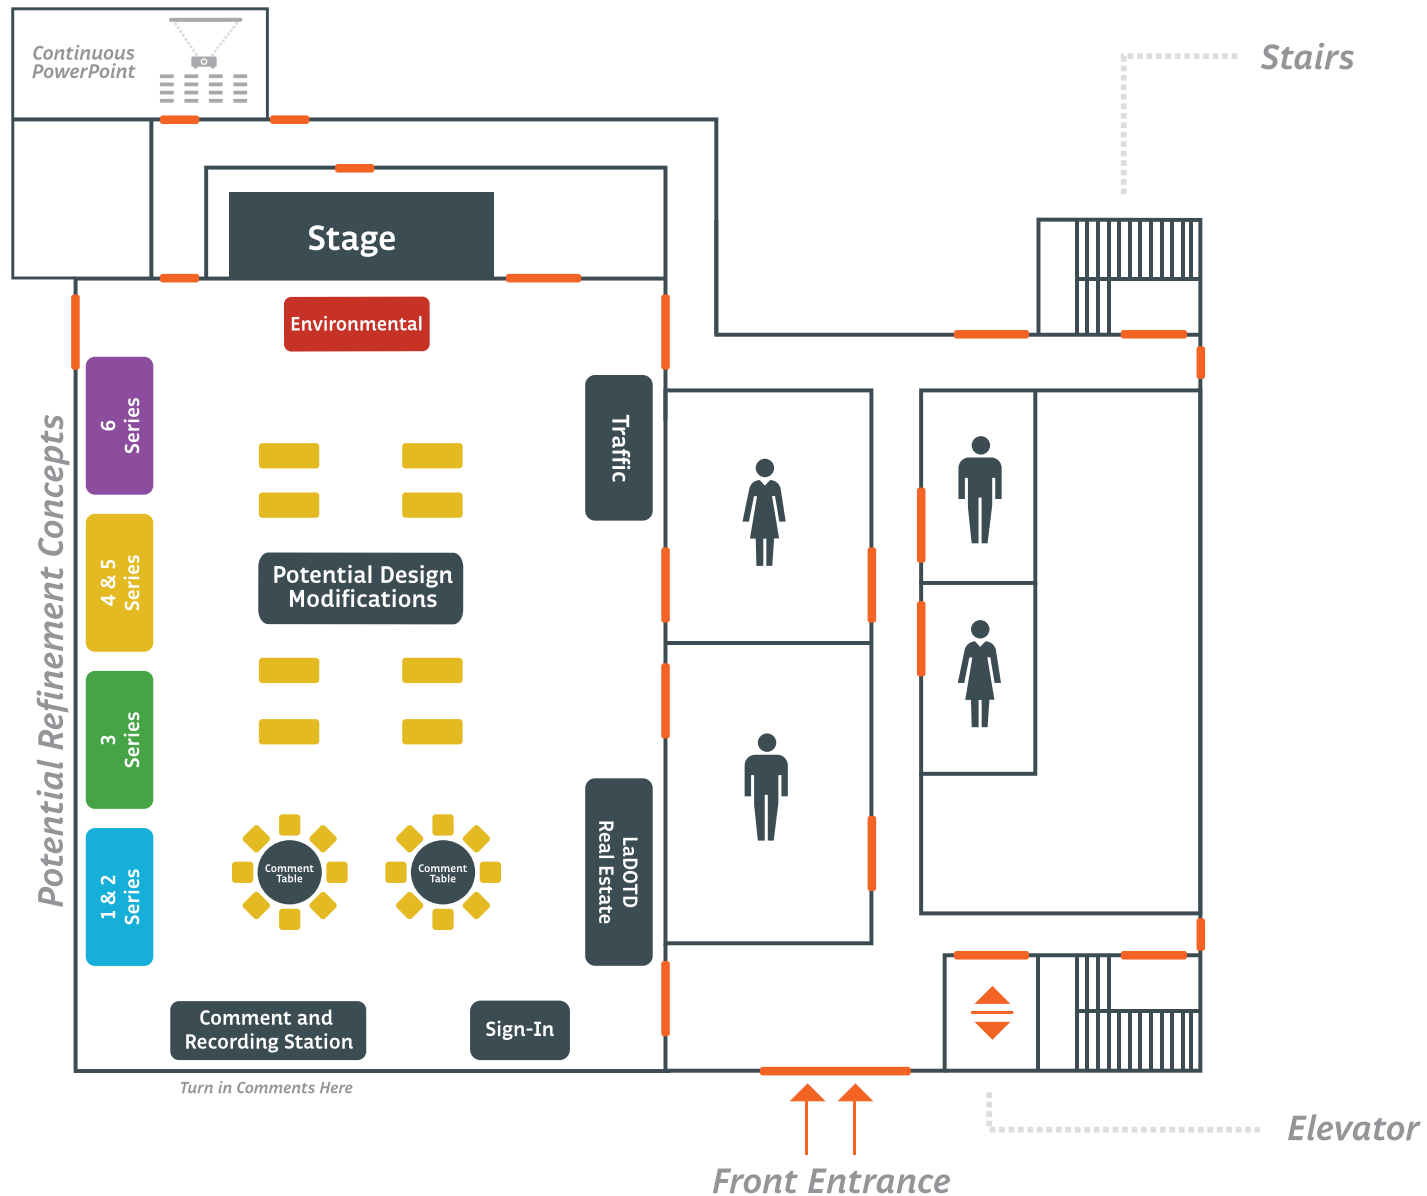 Continuous
PowerPoint
Stairs
Stage
Environmental
Potential Refinement Concepts
6
Series
Traffic
4 & 5
Series
Potential Design
Modifications
3
Series
1 & 2
Series
Comment
Table
Comment
Table
LaDOTD
Real Estate
Comment and
Recording Station
Sign-In
Turn in Comments Here
Elevator
Front Entrance